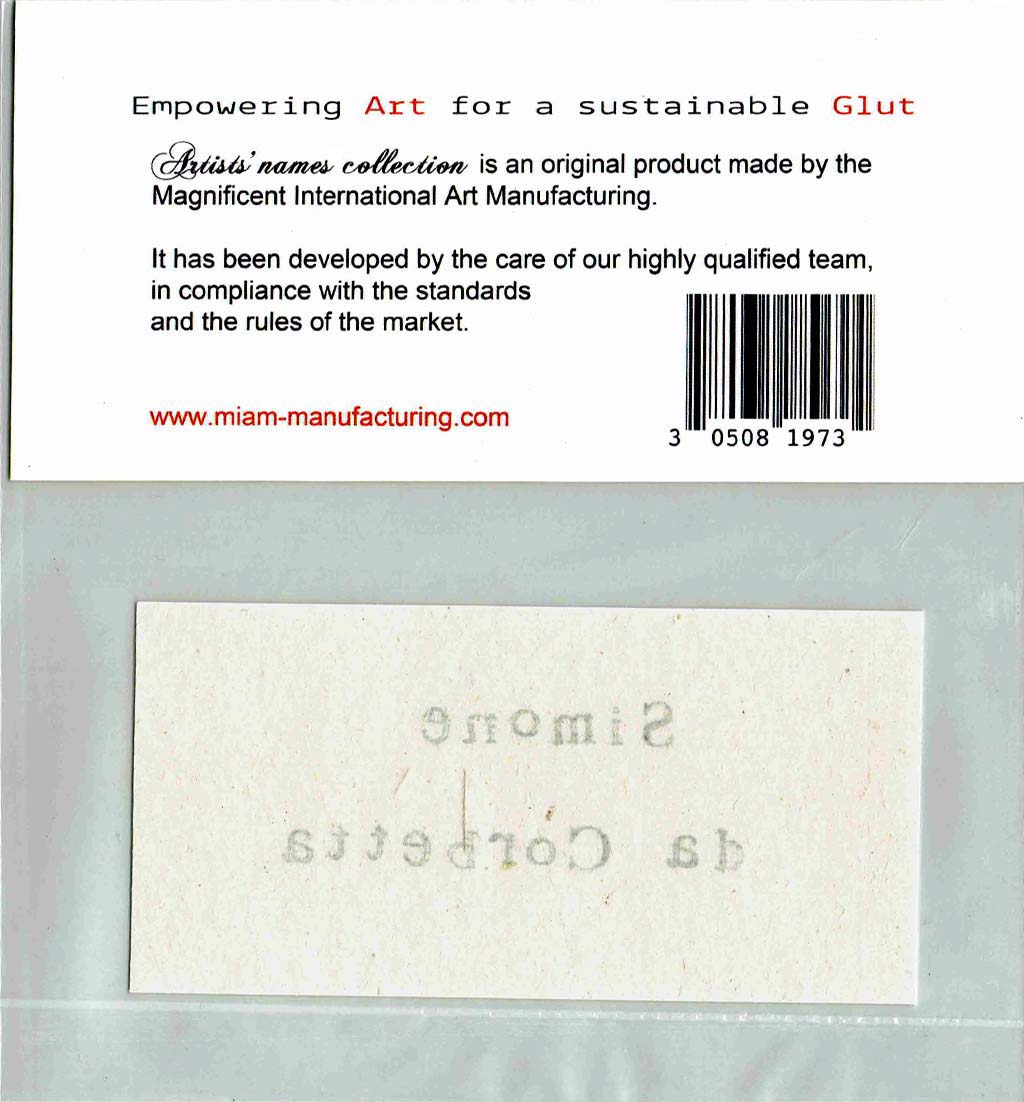 Empowering Art for a sustainable Glut
Artists' names collection is an original product made by the
Magnificent International Art Manufacturing.
It has been developed by the care of our highly qualified team,
in compliance with the standards
and the rules of the market.
www.miam-manufacturing.com
3 0508 1973
Simone
da Corbetta